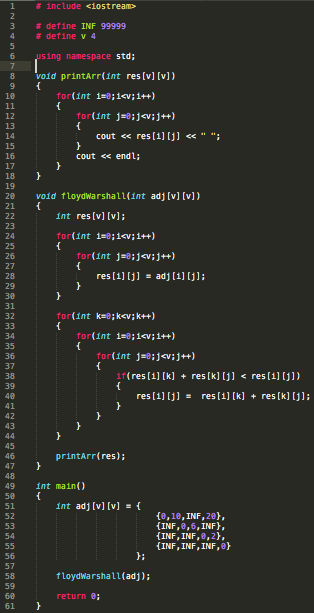 1 # include <iostream>
2
3 # define INF 99999
4 # define v 4
5
6 using namespace std;
7
8 void printArr(int res[v][v])
9 {
10     for(int i=0;i<v;i++)
11     {
12         for(int j=0;j<v;j++)
13         {
14             cout << res[i][j] << " ";
15         }
16         cout << endl;
17     }
18 }
19
20 void floydWarshall(int adj[v][v])
21 {
22     int res[v][v];
23
24     for(int i=0;i<v;i++)
25     {
26         for(int j=0;j<v;j++)
27         {
28             res[i][j] = adj[i][j];
29         }
30     }
31
32     for(int k=0;k<v;k++)
33     {
34         for(int i=0;i<v;i++)
35         {
36             for(int j=0;j<v;j++)
37             {
38                 if(res[i][k] + res[k][j] < res[i][j])
39                 {
40                     res[i][j] =  res[i][k] + res[k][j];
41                 }
42             }
43         }
44     }
45
46     printArr(res);
47 }
48
49 int main()
50 {
51     int adj[v][v] = {
52                         {0,10,INF,20},
53                         {INF,0,6,INF},
54                         {INF,INF,0,2},
55                         {INF,INF,INF,0}
56                     };
57
58     floydWarshall(adj);
59
60     return 0;
61 }